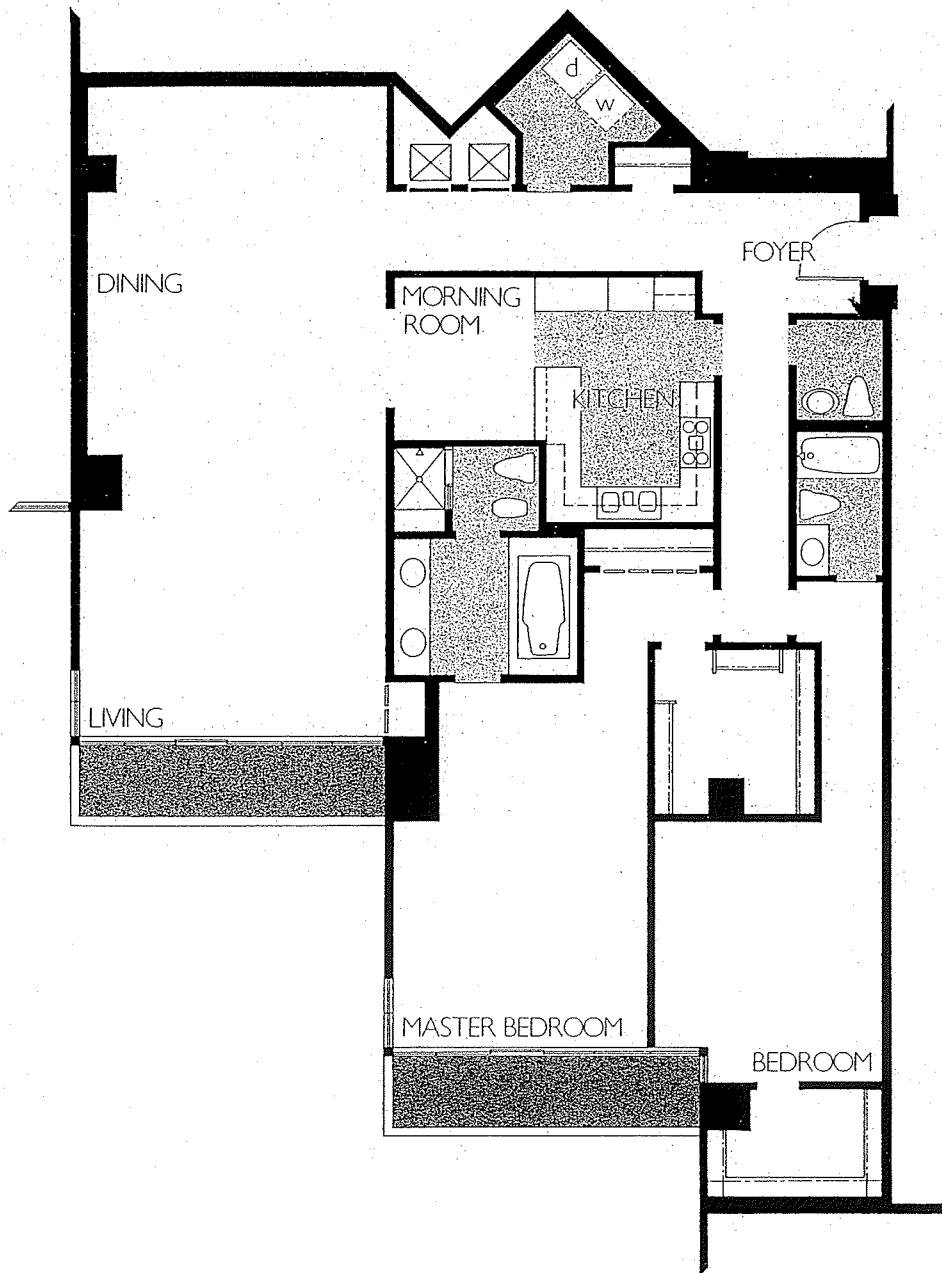 d
w
FOYER
DINING
MORNING
ROOM
KITCHEN
LIVING
MASTER BEDROOM
BEDROOM